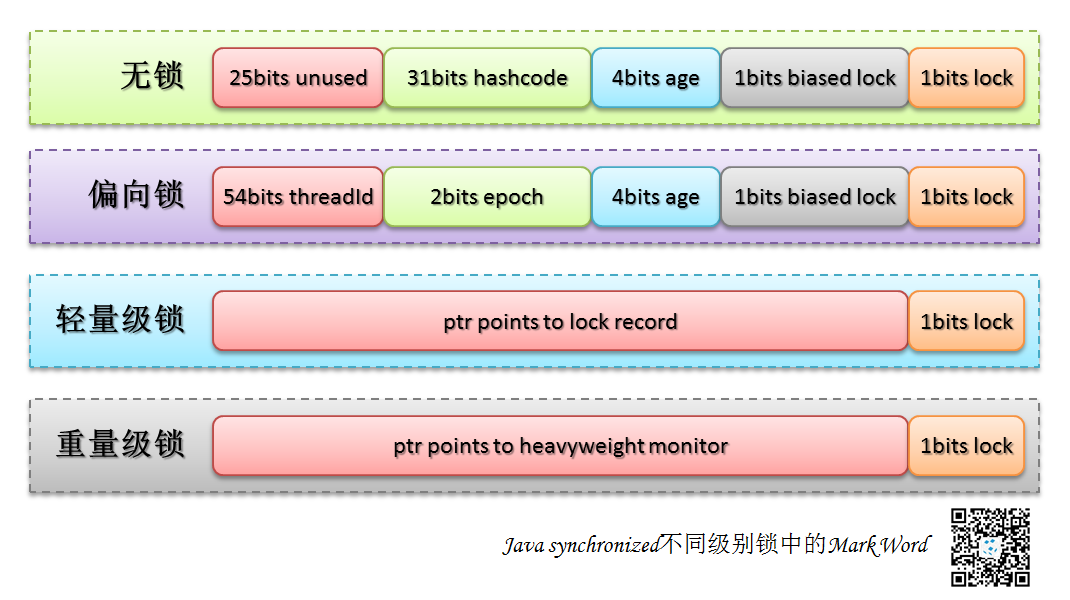 无锁 25bits unused 31bits hashcode 4bits age 1bits biased lock 1bits lock
偏向锁 54bits threadId 2bits epoch 4bits age 1bits biased lock 1bits lock
轻量级锁 ptr points to lock record 1bits lock
重量级锁 ptr points to heavyweight monitor 1bits lock
Java synchronized不同级别锁中的Mark Word